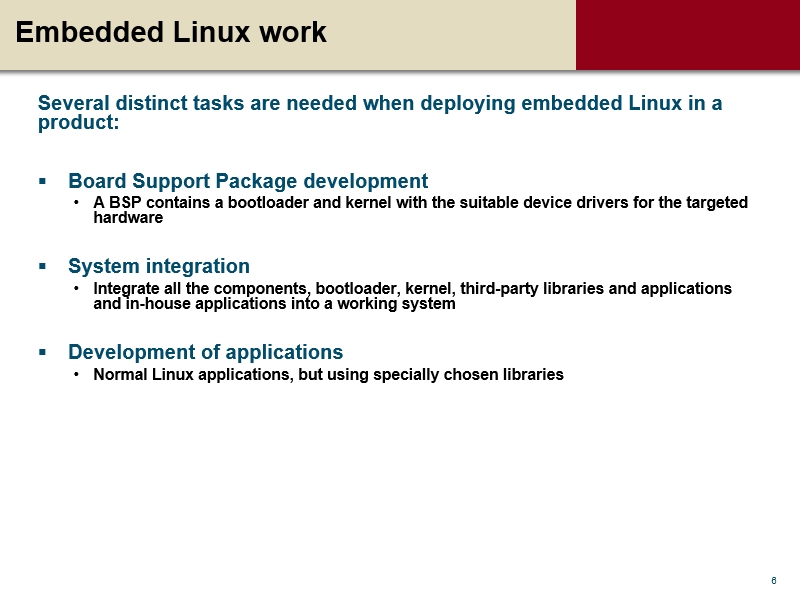 Embedded Linux work
Several distinct tasks are needed when deploying embedded Linux in a
product:
▪ Board Support Package development
• A BSP contains a bootloader and kernel with the suitable device drivers for the targeted
hardware
▪ System integration
• Integrate all the components, bootloader, kernel, third-party libraries and applications
and in-house applications into a working system
▪ Development of applications
• Normal Linux applications, but using specially chosen libraries
6